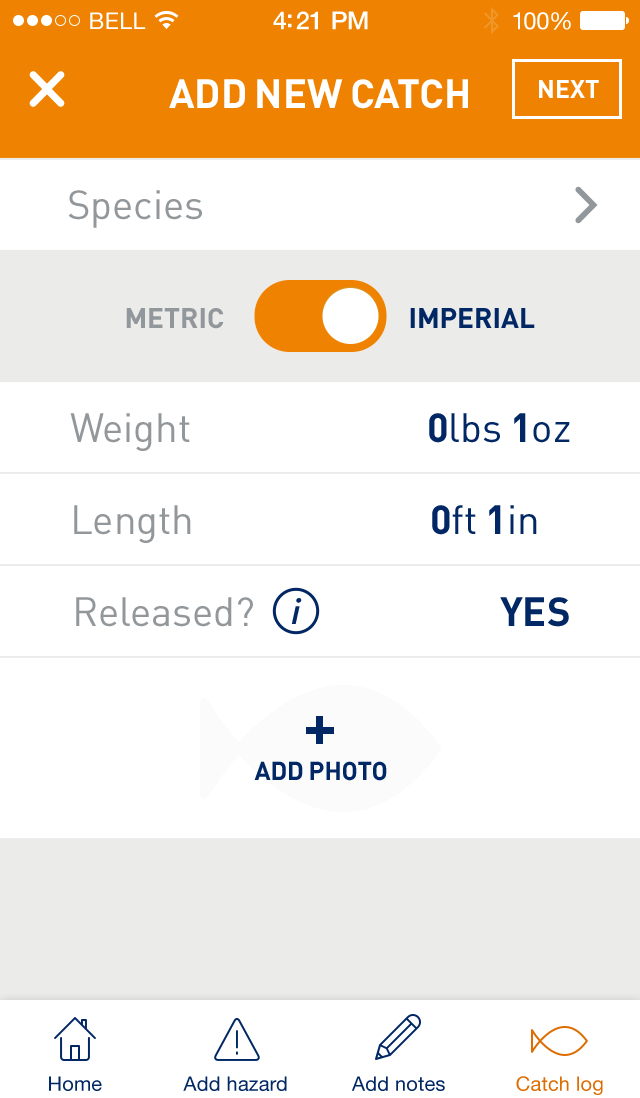 BELL 4:21 PM 100%
ADD NEW CATCH NEXT
Species
METRIC IMPERIAL
Weight 0lbs 1oz
Length 0ft 1in
Released? i YES
ADD PHOTO
Home Add hazard Add notes Catch log